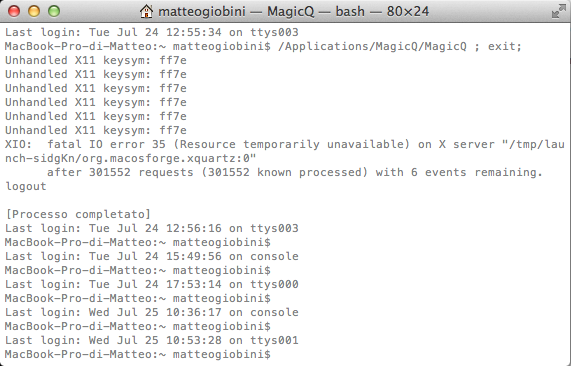 matteogiobini — MagicQ — bash — 80×24
Last login: Tue Jul 24 12:55:34 on ttys003
MacBook-Pro-di-Matteo:~ matteogiobini$ /Applications/MagicQ/MagicQ ; exit;
Unhandled X11 keysym: ff7e
Unhandled X11 keysym: ff7e
Unhandled X11 keysym: ff7e
Unhandled X11 keysym: ff7e
Unhandled X11 keysym: ff7e
Unhandled X11 keysym: ff7e
XIO:  fatal IO error 35 (Resource temporarily unavailable) on X server "/tmp/lau
nch-sidgKn/org.macosforge.xquartz:0"
      after 301552 requests (301552 known processed) with 6 events remaining.
logout
[Processo completato]
Last login: Tue Jul 24 12:56:16 on ttys003
MacBook-Pro-di-Matteo:~ matteogiobini$
Last login: Tue Jul 24 15:49:56 on console
MacBook-Pro-di-Matteo:~ matteogiobini$
Last login: Tue Jul 24 17:53:14 on ttys000
MacBook-Pro-di-Matteo:~ matteogiobini$
Last login: Wed Jul 25 10:36:17 on console
MacBook-Pro-di-Matteo:~ matteogiobini$
Last login: Wed Jul 25 10:53:28 on ttys001
MacBook-Pro-di-Matteo:~ matteogiobini$